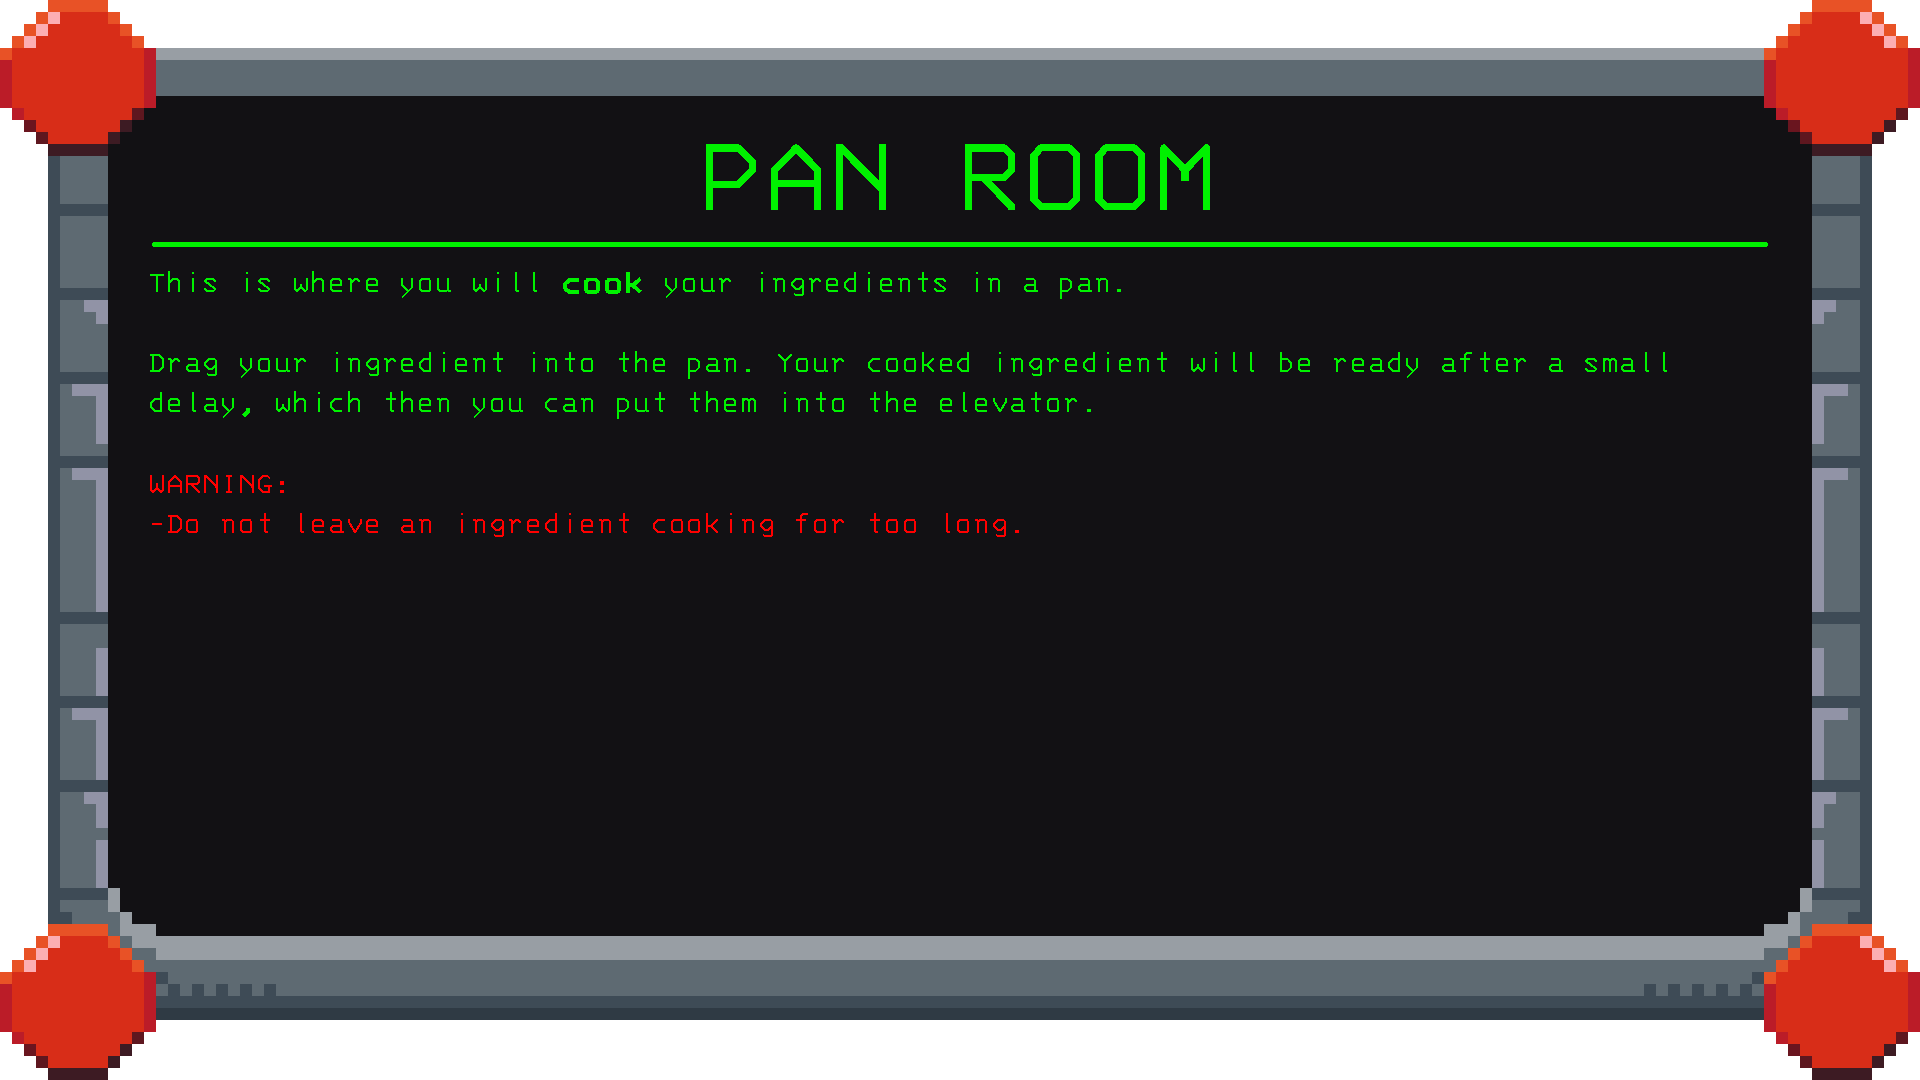 PAN ROOM
This is where you will cook your ingredients in a pan.
Drag your ingredient into the pan. Your cooked ingredient will be ready after a small
delay, which then you can put them into the elevator.
WARNING:
-Do not leave an ingredient cooking for too long.